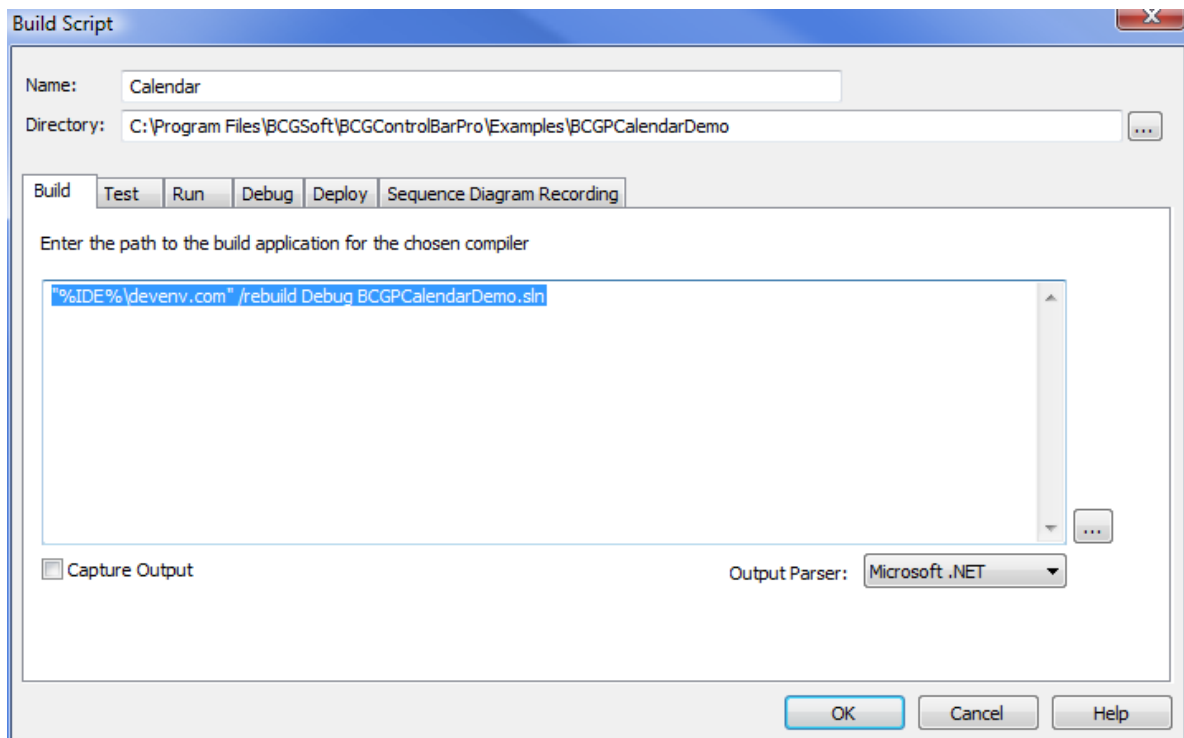 Build Script
Name: Calendar
Directory: C:\Program Files\BCGSoft\BCGControlBarPro\Examples\BCGPCalendarDemo ...
Build Test Run Debug Deploy Sequence Diagram Recording
Enter the path to the build application for the chosen compiler
"%IDE%\devenv.com" /rebuild Debug BCGPCalendarDemo.sln
...
Capture Output Output Parser: Microsoft .NET
OK Cancel Help